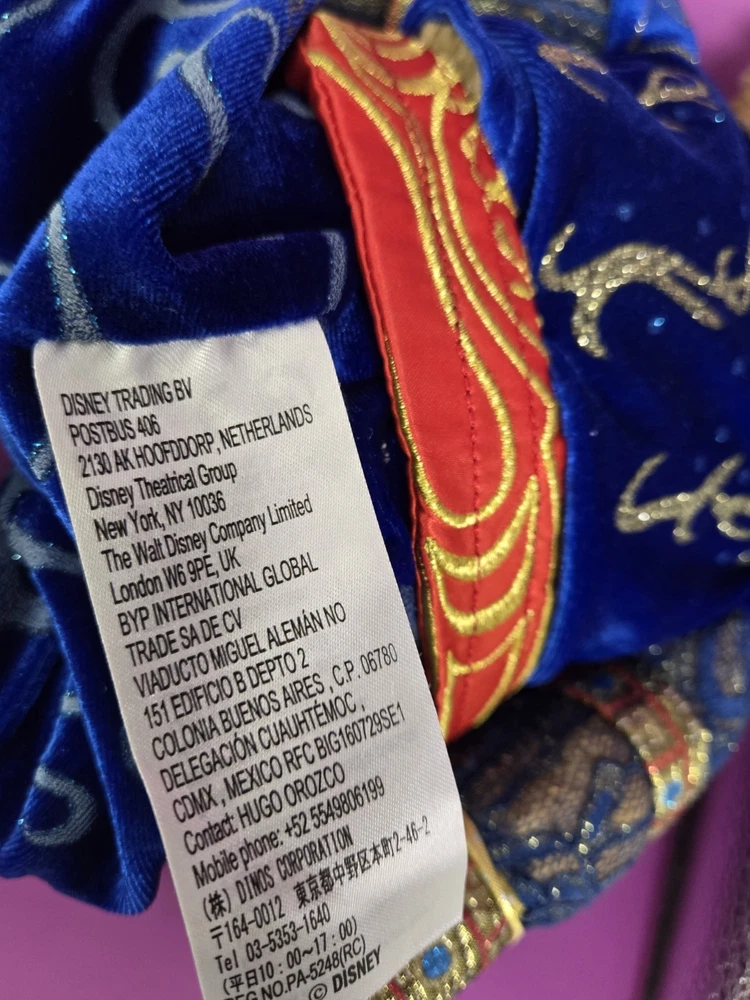 DISNEY TRADING BV
POSTBUS 406
2130 AK HOOFDDORP, NETHERLANDS
Disney Theatrical Group
New York, NY 10036
The Walt Disney Company Limited
London W6 9PE, UK
BYP INTERNATIONAL GLOBAL
TRADE SA DE CV
VIADUCTO MIGUEL ALEMÁN NO
151 EDIFICIO B DEPTO 2
COLONIA BUENOS AIRES , C.P. 06780
DELEGACIÓN CUAUHTÉMOC ,
CDMX , MEXICO RFC BIG160729SE1
Contact: HUGO OROZCO
Mobile phone: +52 5549806199
(株) DINOS CORPORATION
〒164-0012 東京都中野区本町2-46-2
Tel 03-5353-1640
(平日10：00~17：00)
REG NO.PA-5248(RC)
© DISNEY